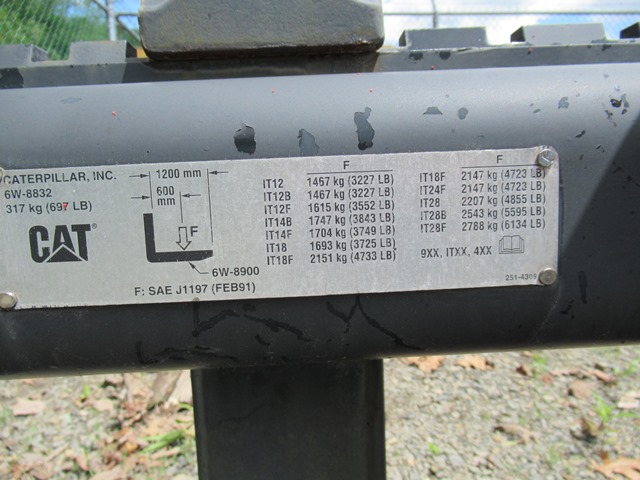 CATERPILLAR, INC.
6W-8832
317 kg (697 LB)
CAT
1200 mm
600
mm
F
6W-8900
F: SAE J1197 (FEB91)
F
IT12 1467 kg (3227 LB)
IT12B 1467 kg (3227 LB)
IT12F 1615 kg (3552 LB)
IT14B 1747 kg (3843 LB)
IT14F 1704 kg (3749 LB)
IT18 1693 kg (3725 LB)
IT18F 2151 kg (4733 LB)
F
IT18F 2147 kg (4723 LB)
IT24F 2147 kg (4723 LB)
IT28 2207 kg (4855 LB)
IT28B 2543 kg (5595 LB)
IT28F 2788 kg (6134 LB)
9XX, ITXX, 4XX
251-4369